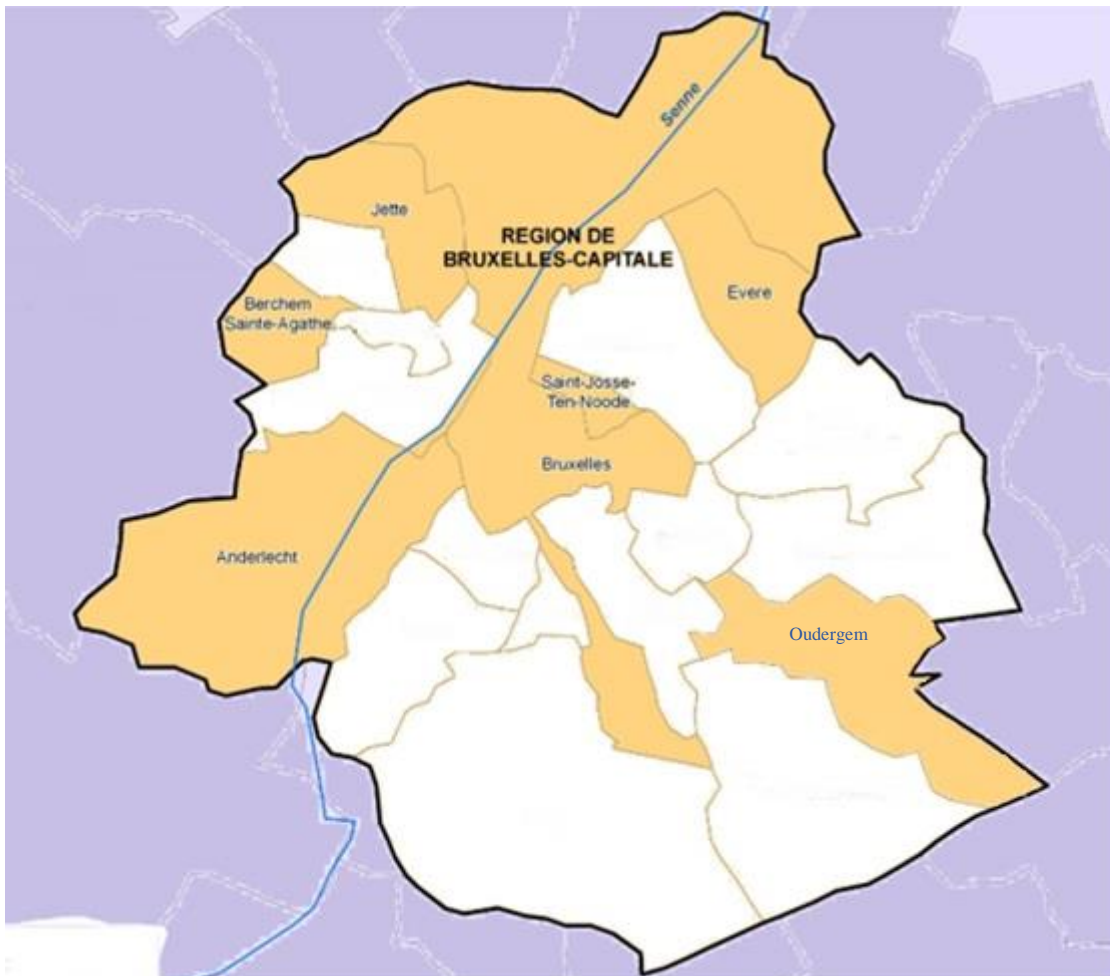 Senne
Jette
REGION DE
BRUXELLES-CAPITALE
Evere
Berchem
Sainte-Agathe
Saint-Josse-
Ten-Noode
Bruxelles
Anderlecht
Oudergem